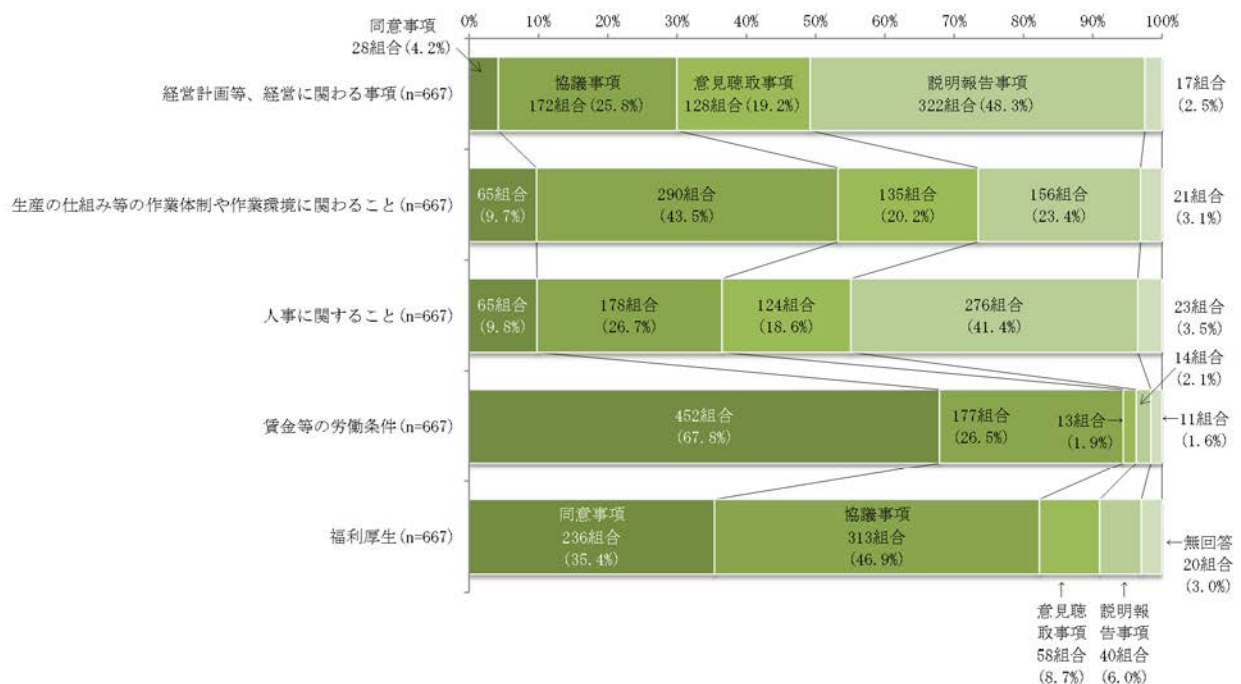 0% 10% 20% 30% 40% 50% 60% 70% 80% 90% 100%
同意事項
28組合(4.2%)
経営計画等、経営に関わる事項(n=667)
協議事項
172組合(25.8%)
意見聴取事項
128組合(19.2%)
説明報告事項
322組合(48.3%)
17組合
(2.5%)
生産の仕組み等の作業体制や作業環境に関わること(n=667)
65組合
(9.7%)
290組合
(43.5%)
135組合
(20.2%)
156組合
(23.4%)
21組合
(3.1%)
人事に関すること(n=667)
65組合
(9.8%)
178組合
(26.7%)
124組合
(18.6%)
276組合
(41.4%)
23組合
(3.5%)
賃金等の労働条件(n=667)
452組合
(67.8%)
177組合
(26.5%)
13組合→
(1.9%)
14組合
(2.1%)
←11組合
(1.6%)
福利厚生(n=667)
同意事項
236組合
(35.4%)
協議事項
313組合
(46.9%)
←無回答
20組合
(3.0%)
↑
意見聴
取事項
58組合
(8.7%)
↑
説明報
告事項
40組合
(6.0%)